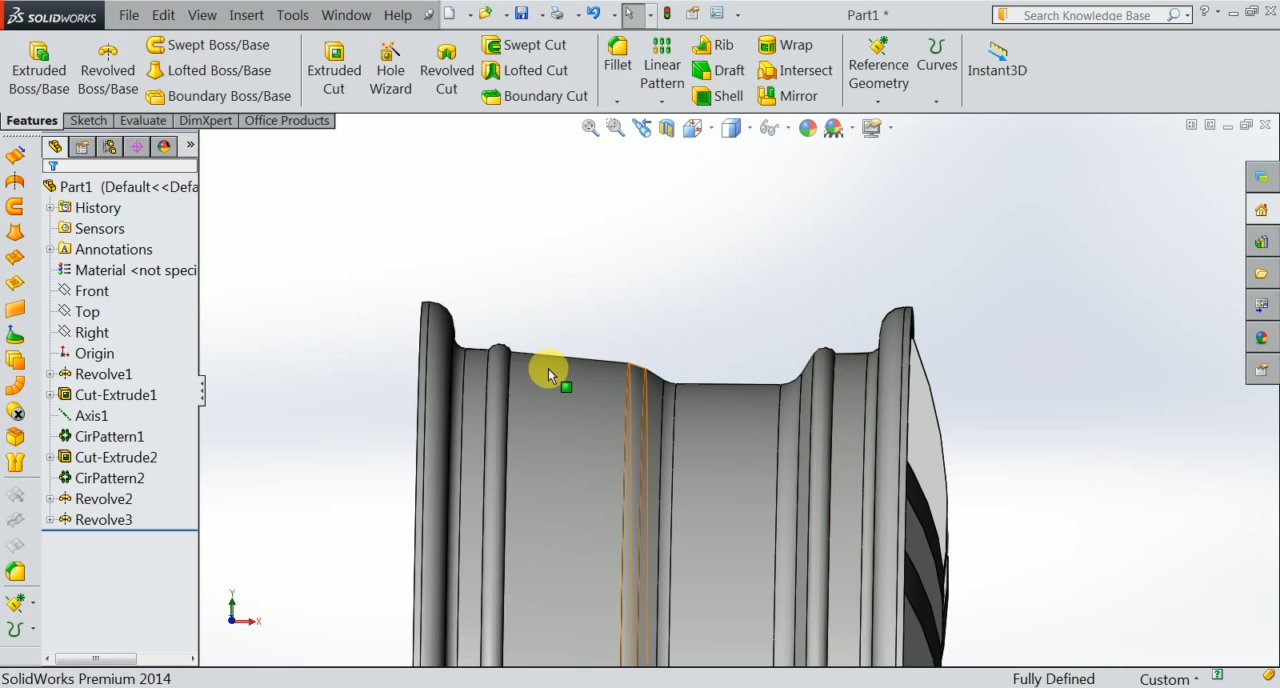 SOLIDWORKS File Edit View Insert Tools Window Help Part1 * Search Knowledge Base ?
Extruded Boss/Base
Revolved Boss/Base
Swept Boss/Base
Lofted Boss/Base
Boundary Boss/Base
Extruded Cut
Hole Wizard
Revolved Cut
Swept Cut
Lofted Cut
Boundary Cut
Fillet
Linear Pattern
Rib
Draft
Shell
Wrap
Intersect
Mirror
Reference Geometry
Curves
Instant3D
Features Sketch Evaluate DimXpert Office Products
Part1 (Default<<Defa
History
Sensors
Annotations
Material <not speci
Front
Top
Right
Origin
Revolve1
Cut-Extrude1
Axis1
CirPattern1
Cut-Extrude2
CirPattern2
Revolve2
Revolve3
Y
X
SolidWorks Premium 2014 Fully Defined Custom